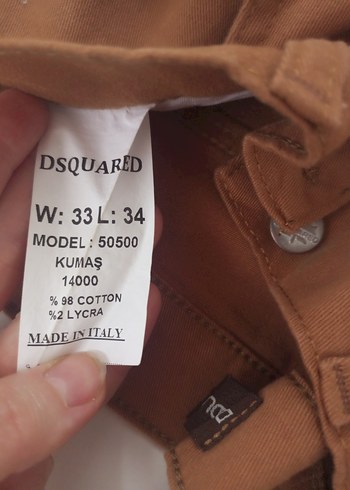 DSQUARED
W: 33 L: 34
MODEL : 50500
KUMAŞ
14000
% 98 COTTON
%2 LYCRA
MADE IN ITALY